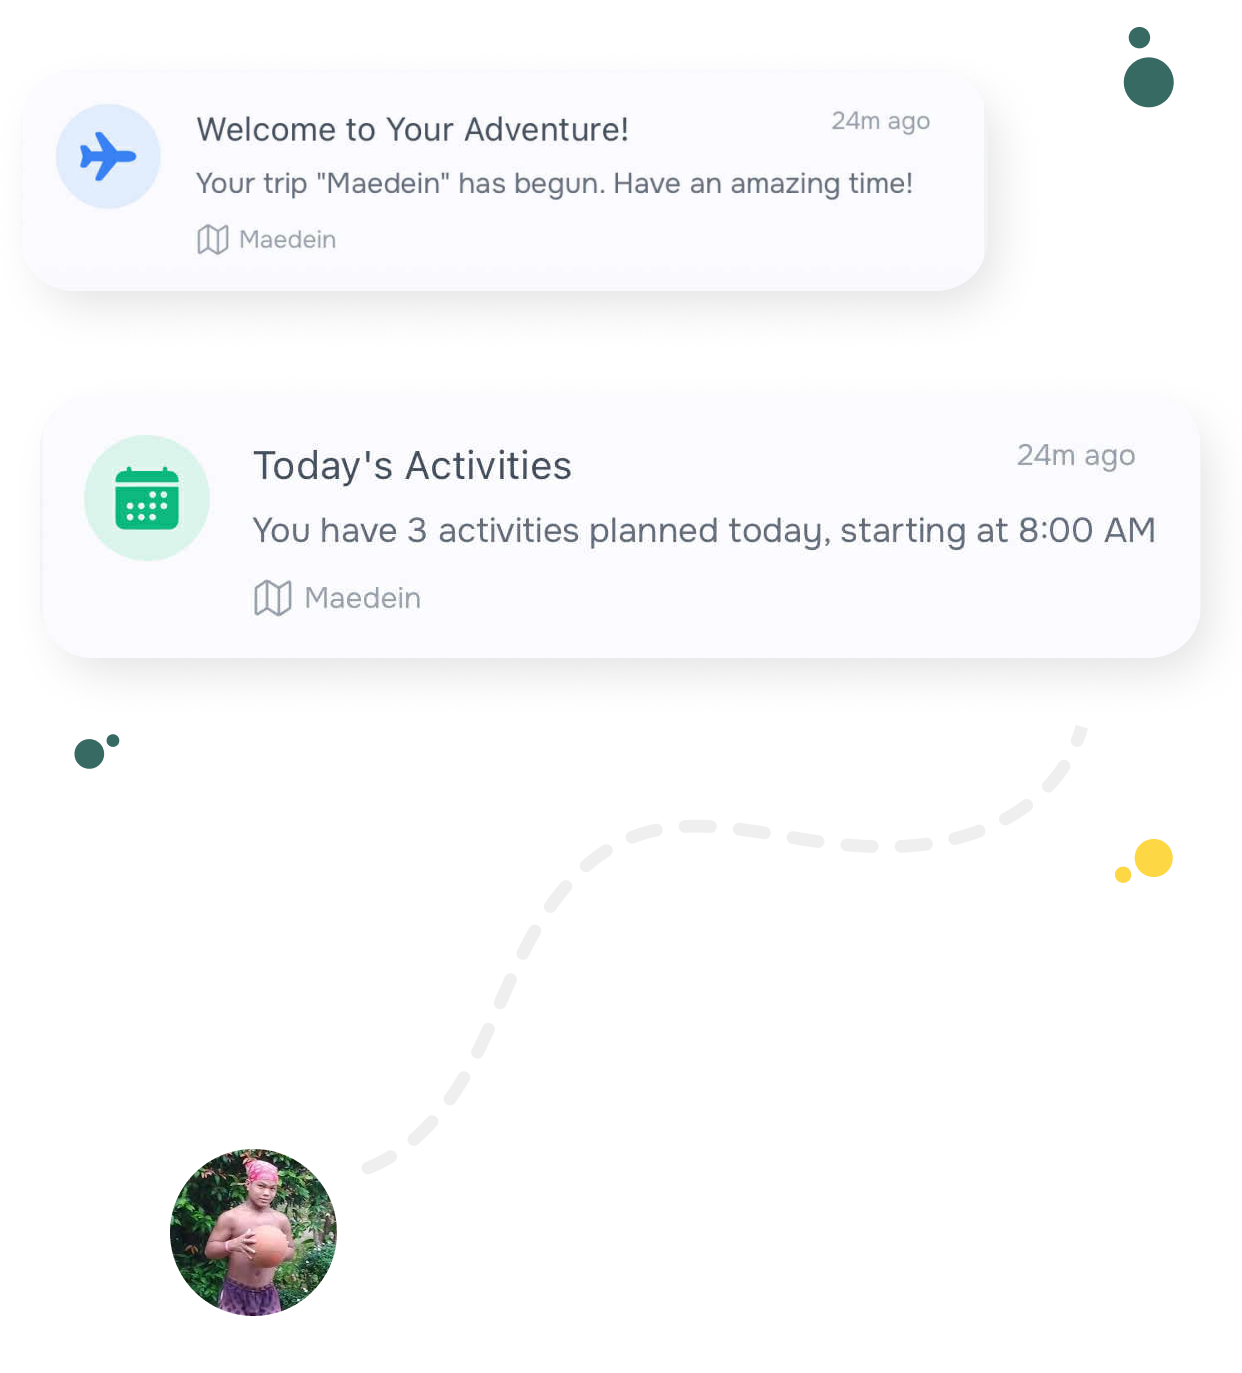 Welcome to Your Adventure!
24m ago
Your trip "Maedein" has begun. Have an amazing time!
Maedein
Today's Activities
24m ago
You have 3 activities planned today, starting at 8:00 AM
Maedein